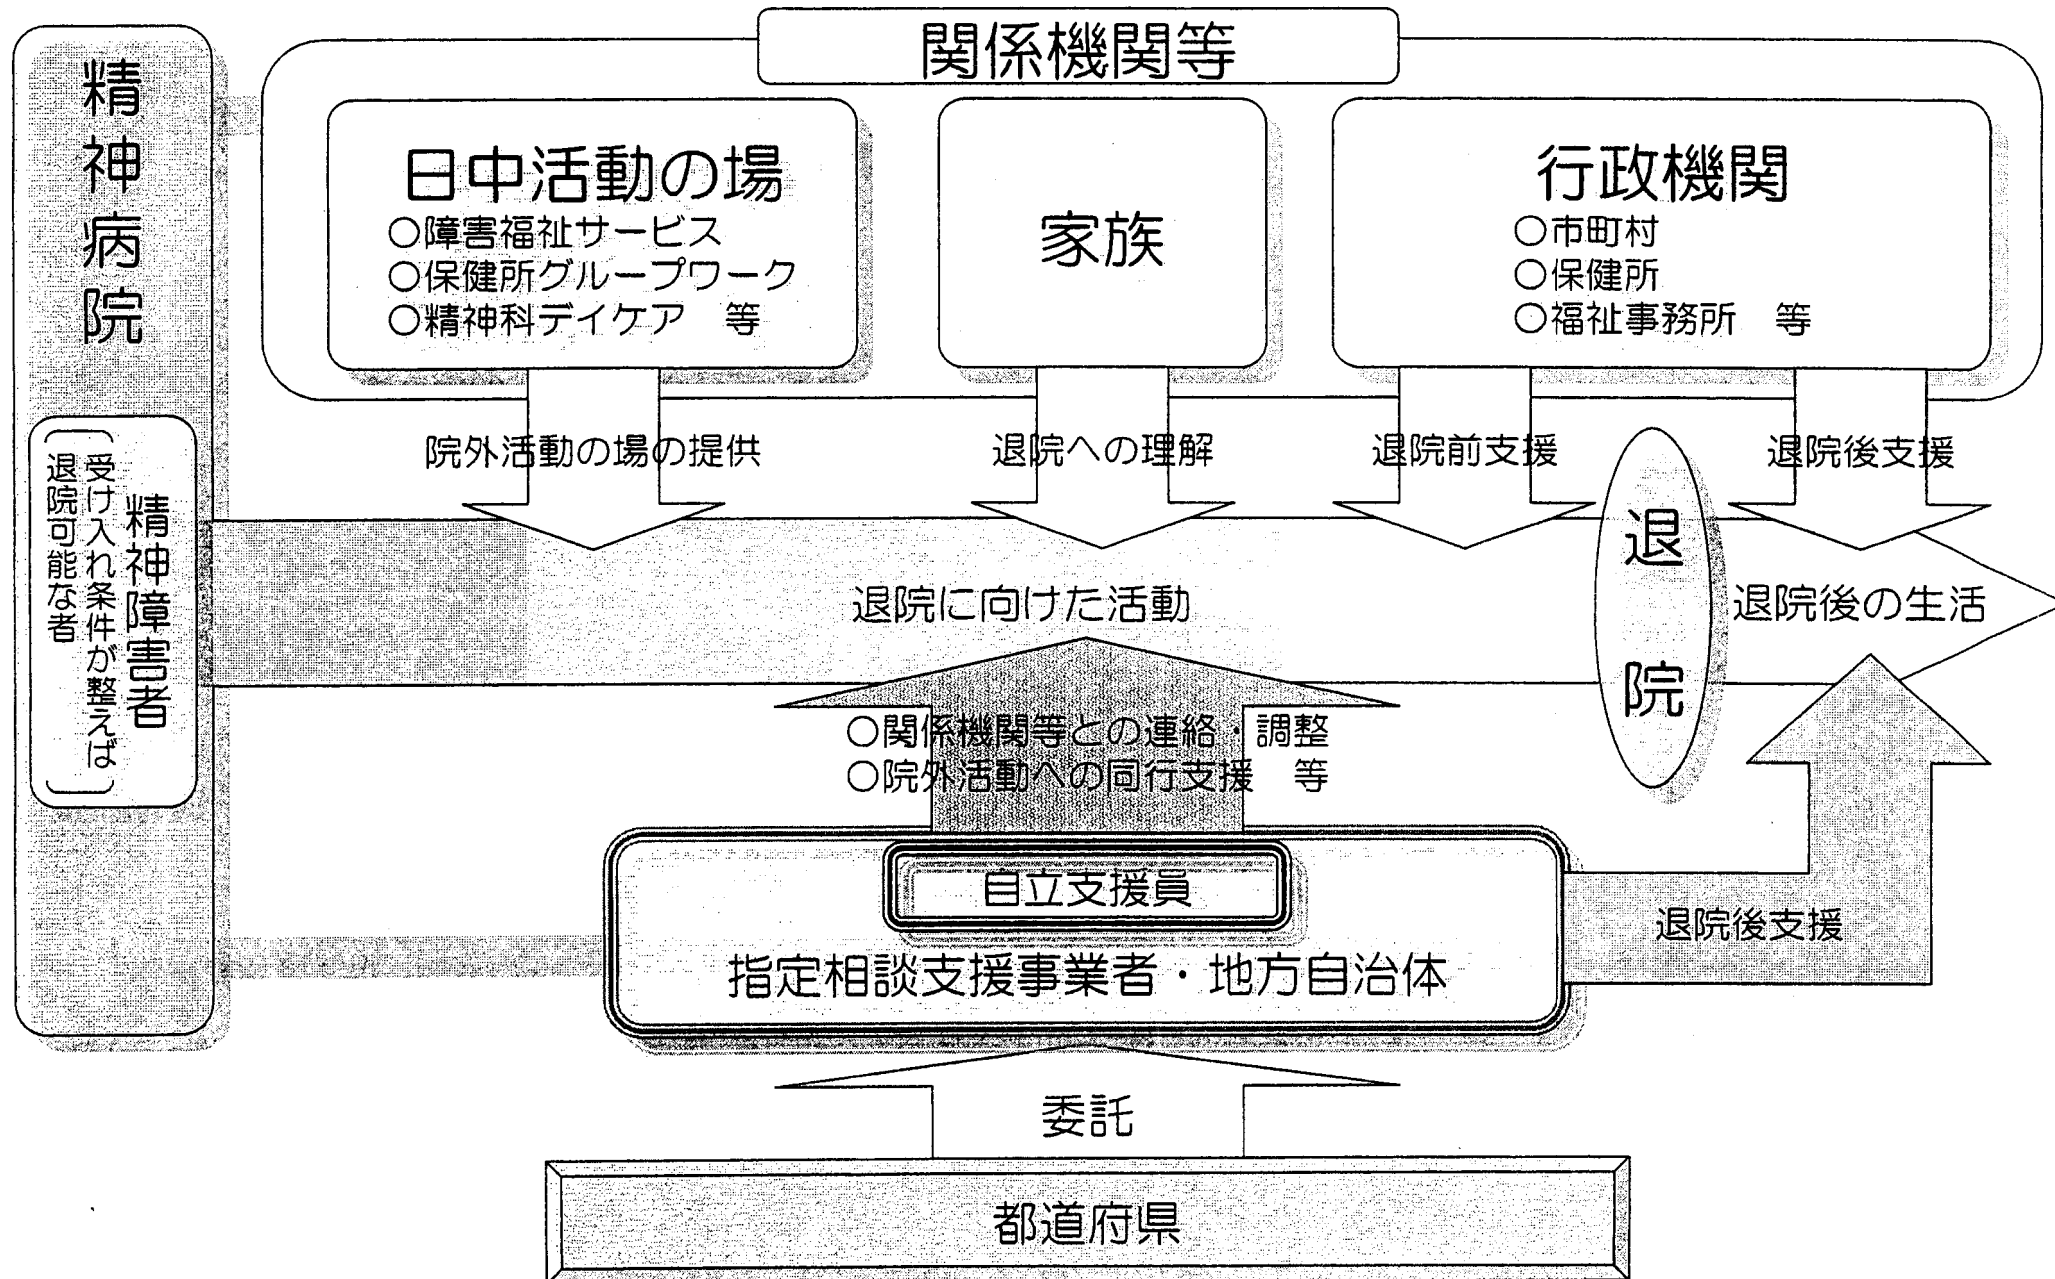 関係機関等
精神病院
日中活動の場
○障害福祉サービス
○保健所グループワーク
○精神科デイケア　等
家族
行政機関
○市町村
○保健所
○福祉事務所　等
精神障害者
受け入れ条件が整えば
退院可能な者
院外活動の場の提供
退院への理解
退院前支援
退院後支援
退院に向けた活動
退院
退院後の生活
○関係機関等との連絡・調整
○院外活動への同行支援　等
自立支援員
指定相談支援事業者・地方自治体
退院後支援
委託
都道府県